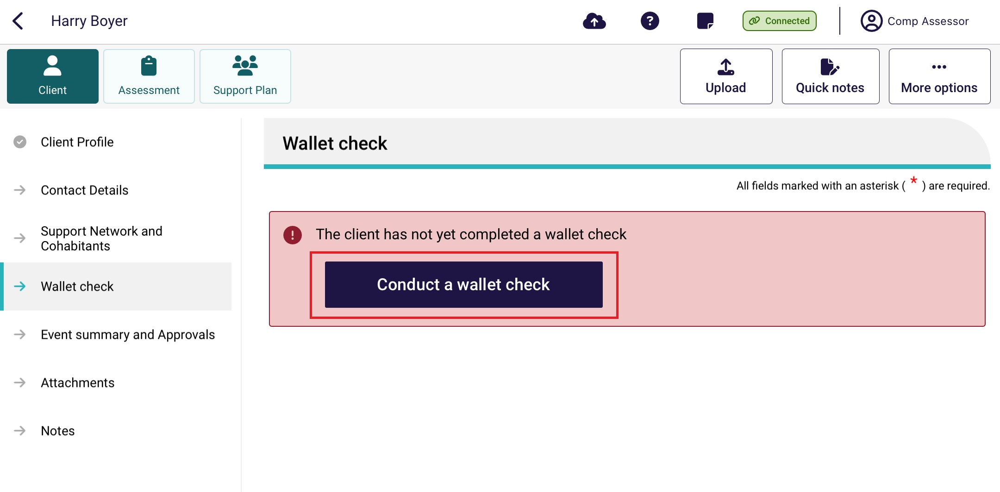 Harry Boyer
Connected
Comp Assessor
Client
Assessment
Support Plan
Upload
Quick notes
More options
Client Profile
Contact Details
Support Network and
Cohabitants
Wallet check
Event summary and Approvals
Attachments
Notes
Wallet check
All fields marked with an asterisk ( * ) are required.
The client has not yet completed a wallet check
Conduct a wallet check